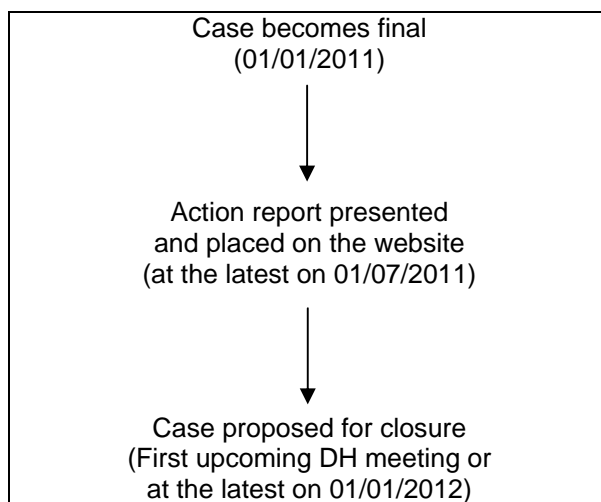 Case becomes final
(01/01/2011)
Action report presented
and placed on the website
(at the latest on 01/07/2011)
Case proposed for closure
(First upcoming DH meeting or
at the latest on 01/01/2012)